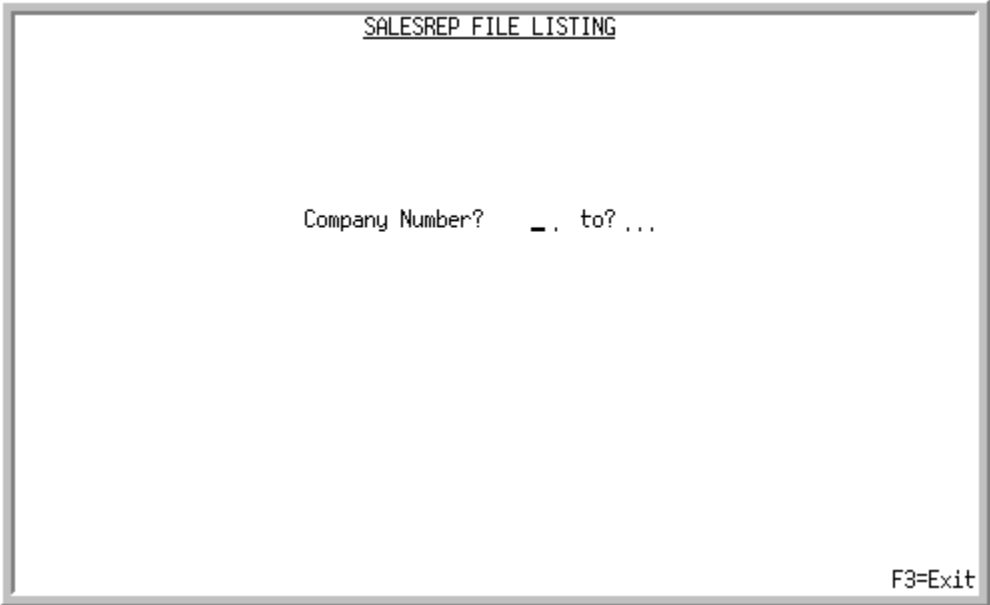 SALESREP FILE LISTING
Company Number? _ . to? ...
F3=Exit